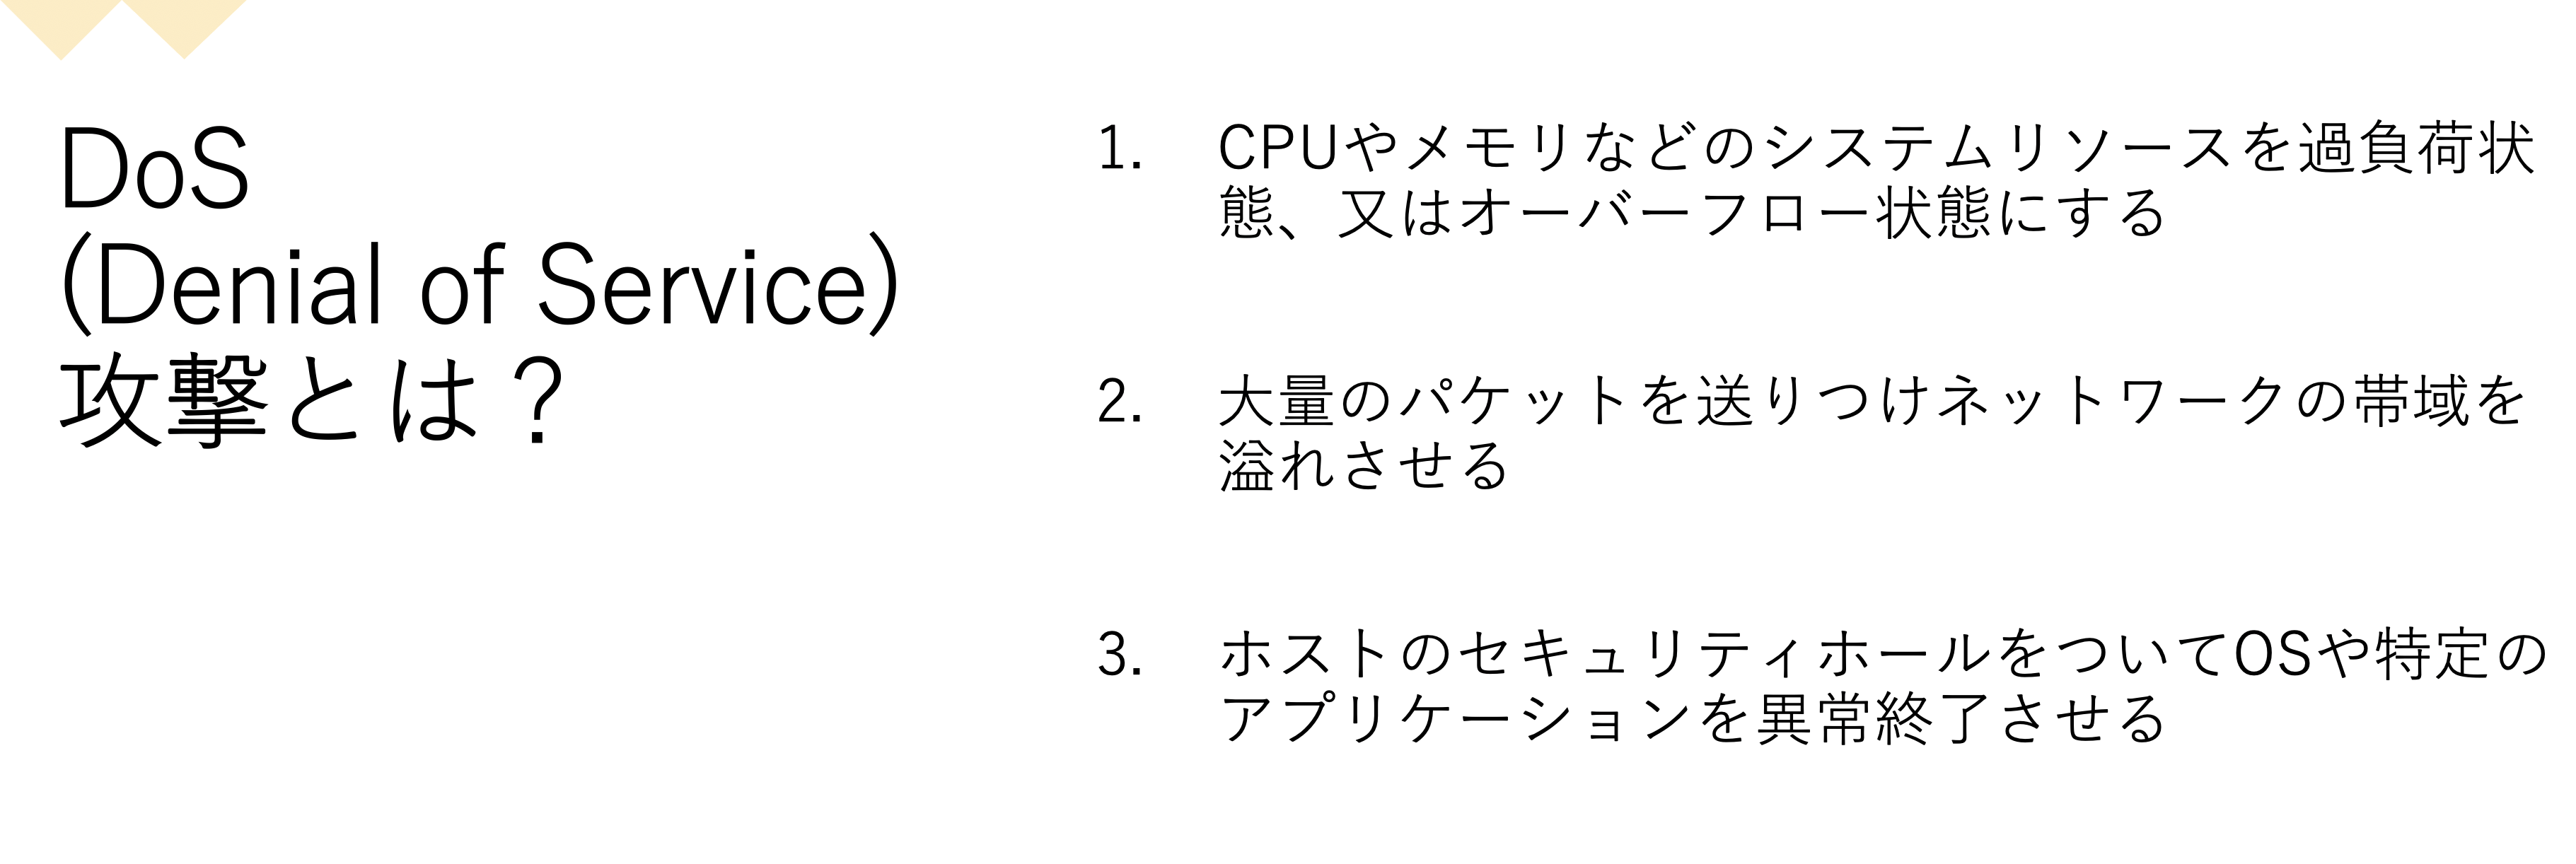 DoS
(Denial of Service)
攻撃とは？
1. CPUやメモリなどのシステムリソースを過負荷状
態、又はオーバーフロー状態にする
2. 大量のパケットを送りつけネットワークの帯域を
溢れさせる
3. ホストのセキュリティホールをついてOSや特定の
アプリケーションを異常終了させる